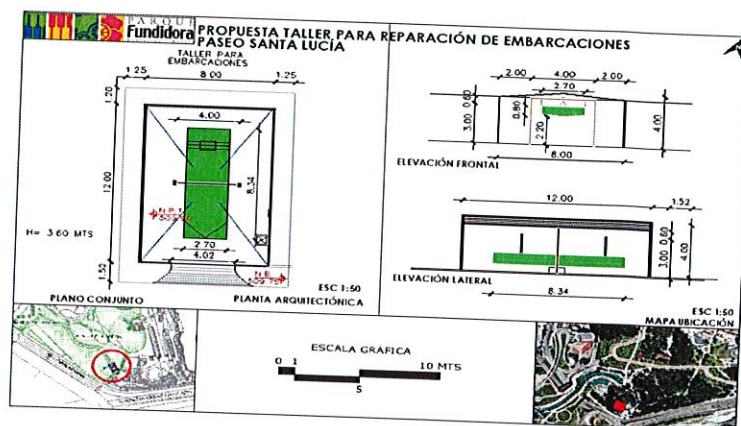 PARQUE
Fundidora
PROPUESTA TALLER PARA REPARACIÓN DE EMBARCACIONES
PASEO SANTA LUCÍA
TALLER PARA
EMBARCACIONES
1.25 8.00 1.25
1.20
4.00
12.00
8.34
N.P.T.
H= 3.60 MTS
2.70
4.02
1.52
N.E.
ESC 1:50
PLANTA ARQUITECTÓNICA
2.00 4.00 2.00
2.70
0.60
3.00
0.80
2.20
4.00
8.00
ELEVACIÓN FRONTAL
12.00 1.52
0.60
3.00
4.00
ELEVACIÓN LATERAL
8.34
ESC 1:50
PLANO CONJUNTO
ESCALA GRÁFICA
0 1 10 MTS
5
MAPA UBICACIÓN